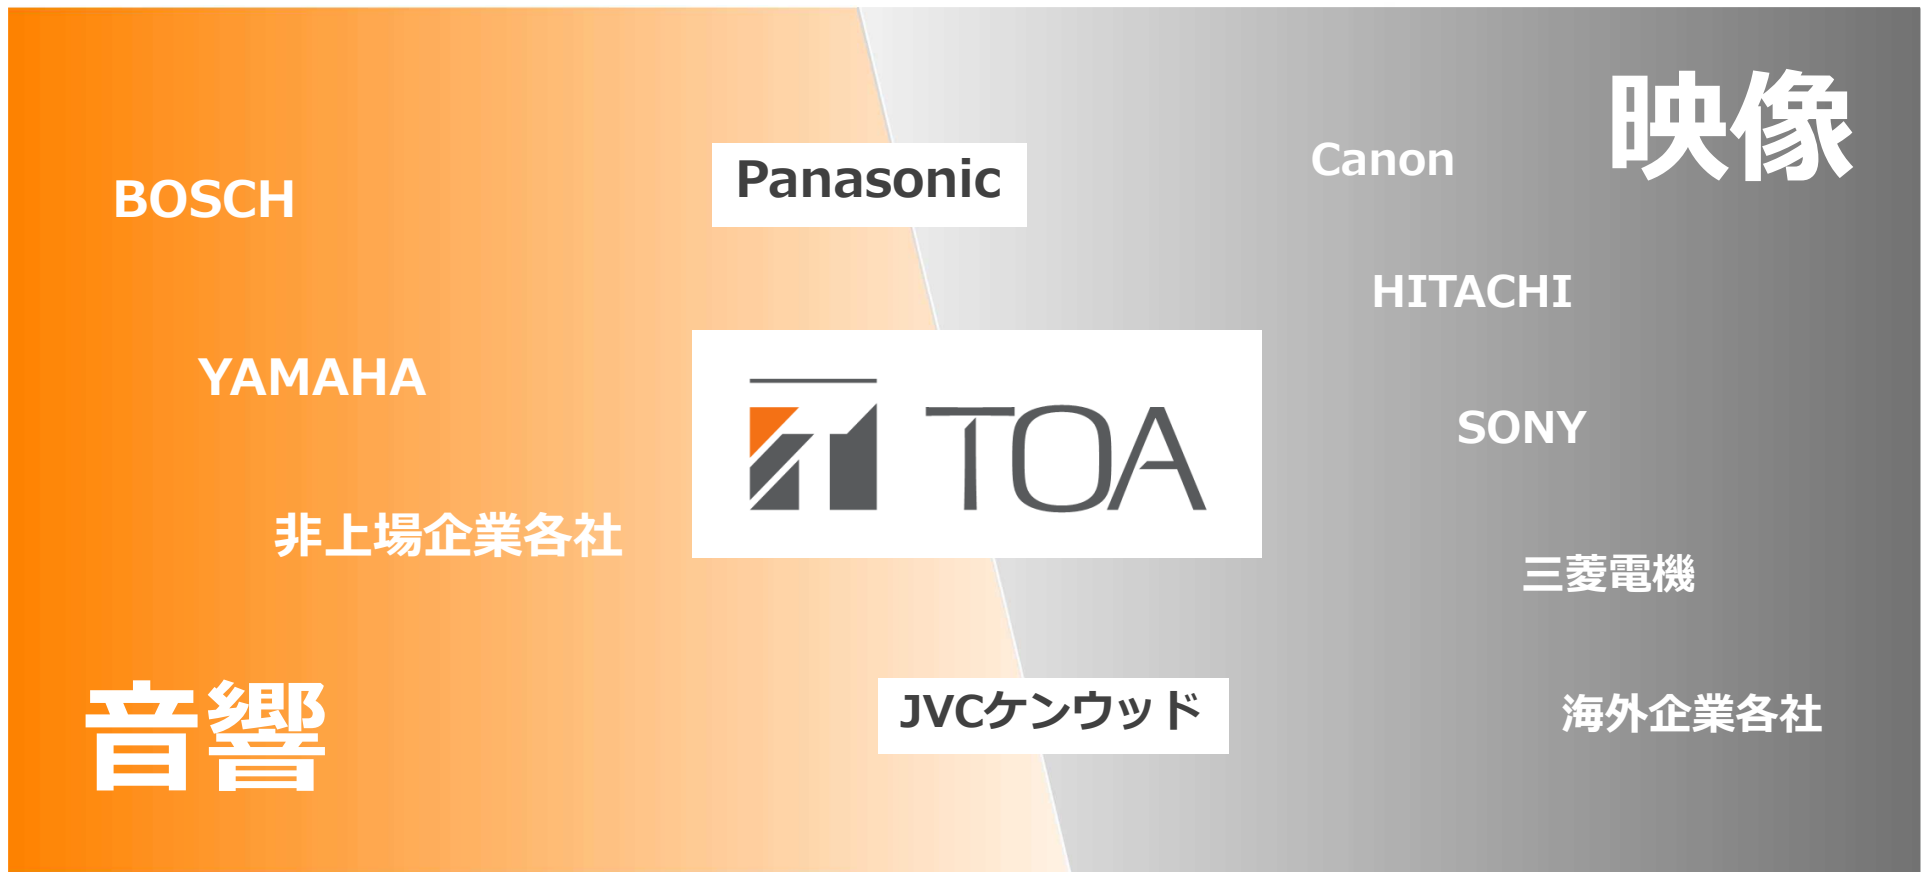 映像
Canon
Panasonic
BOSCH
HITACHI
YAMAHA
TOA
SONY
非上場企業各社
三菱電機
音響
JVCケンウッド
海外企業各社